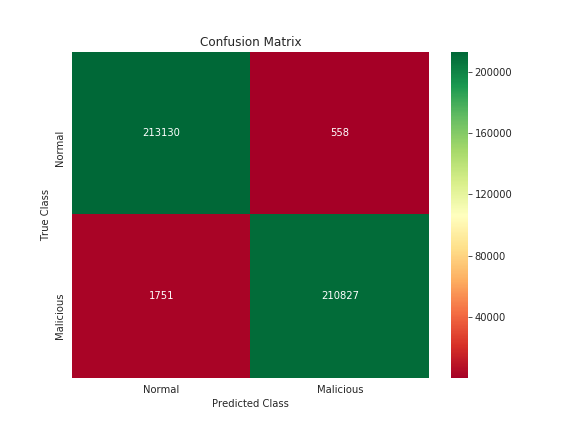 Confusion Matrix
True Class
Normal
213130
558
Malicious
1751
210827
Normal
Malicious
Predicted Class
200000
160000
120000
80000
40000